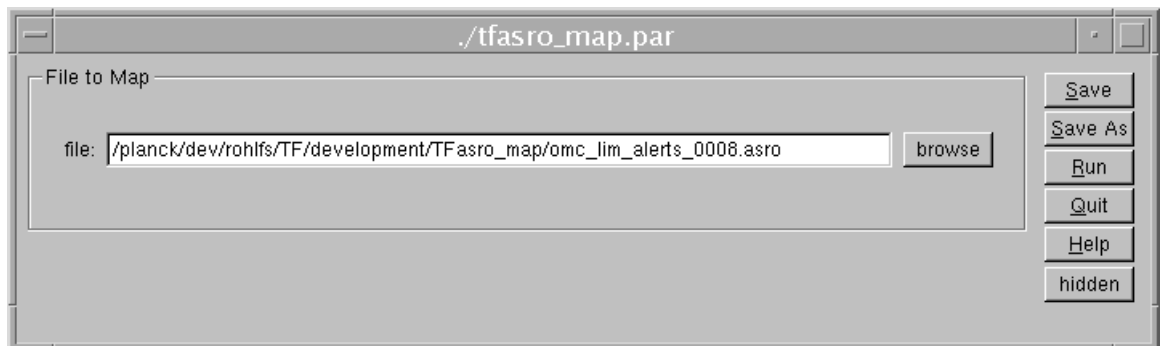 ./tfasro_map.par
File to Map
file: /planck/dev/rohlfs/TF/development/TFasro_map/omc_lim_alerts_0008.asro browse
Save
Save As
Run
Quit
Help
hidden